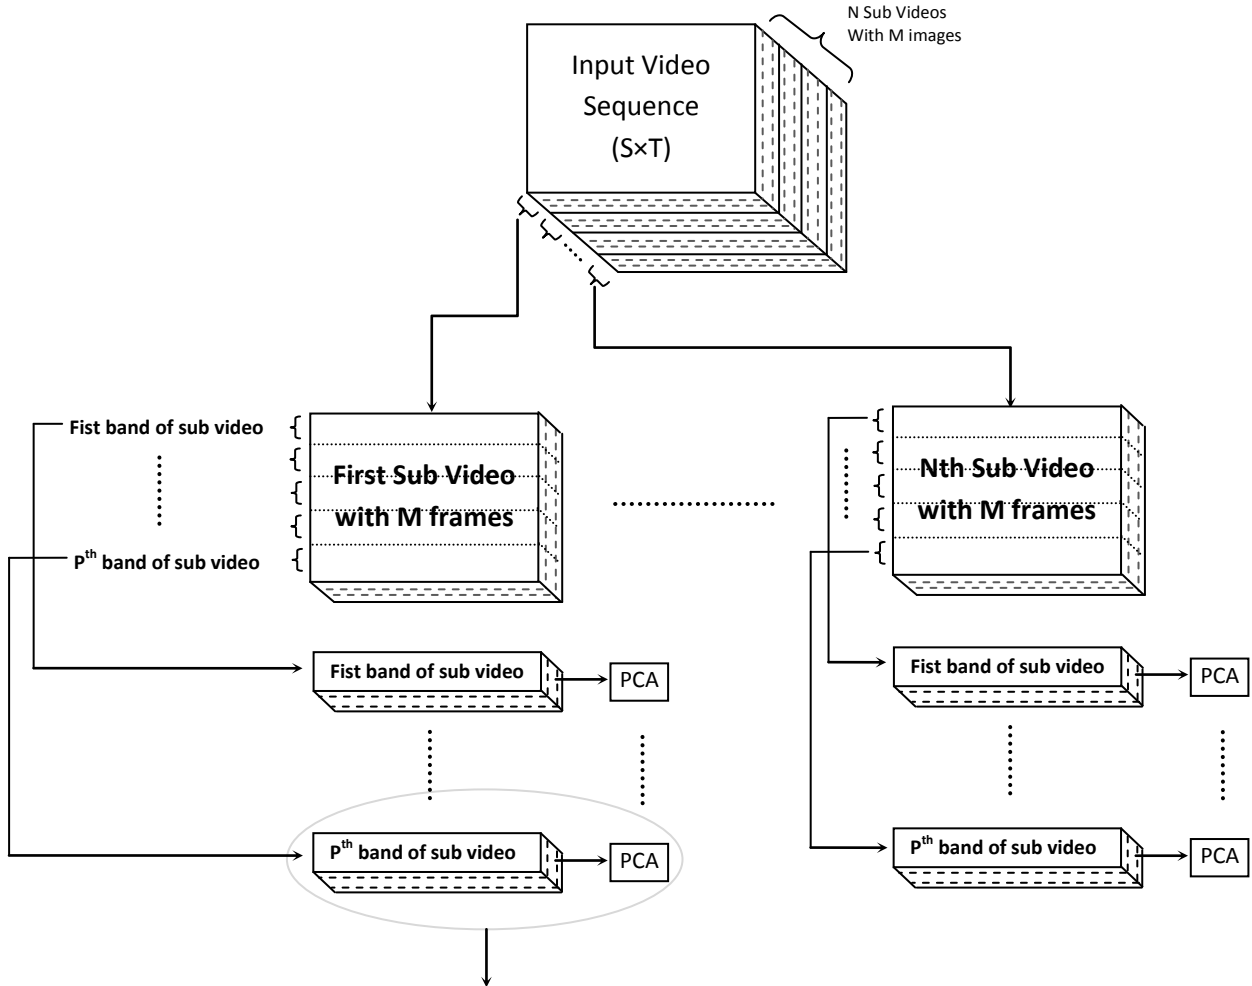 N Sub Videos
With M images
Input Video
Sequence
(S×T)
Fist band of sub video
First Sub Video
with M frames
Nth Sub Video
with M frames
Pth band of sub video
Fist band of sub video
PCA
Fist band of sub video
PCA
Pth band of sub video
PCA
Pth band of sub video
PCA